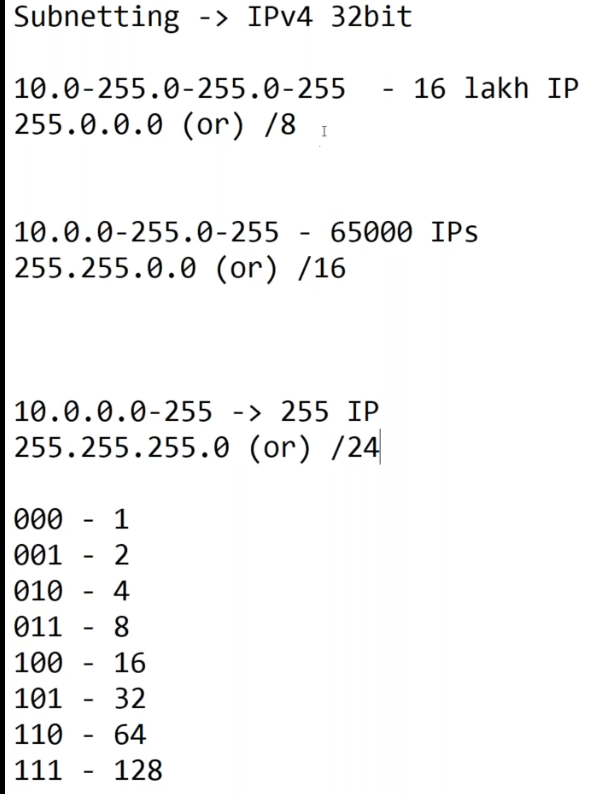 Subnetting -> IPv4 32bit
10.0-255.0-255.0-255 - 16 lakh IP
255.0.0.0 (or) /8
10.0.0-255.0-255 - 65000 IPs
255.255.0.0 (or) /16
10.0.0.0-255 -> 255 IP
255.255.255.0 (or) /24
000 - 1
001 - 2
010 - 4
011 - 8
100 - 16
101 - 32
110 - 64
111 - 128